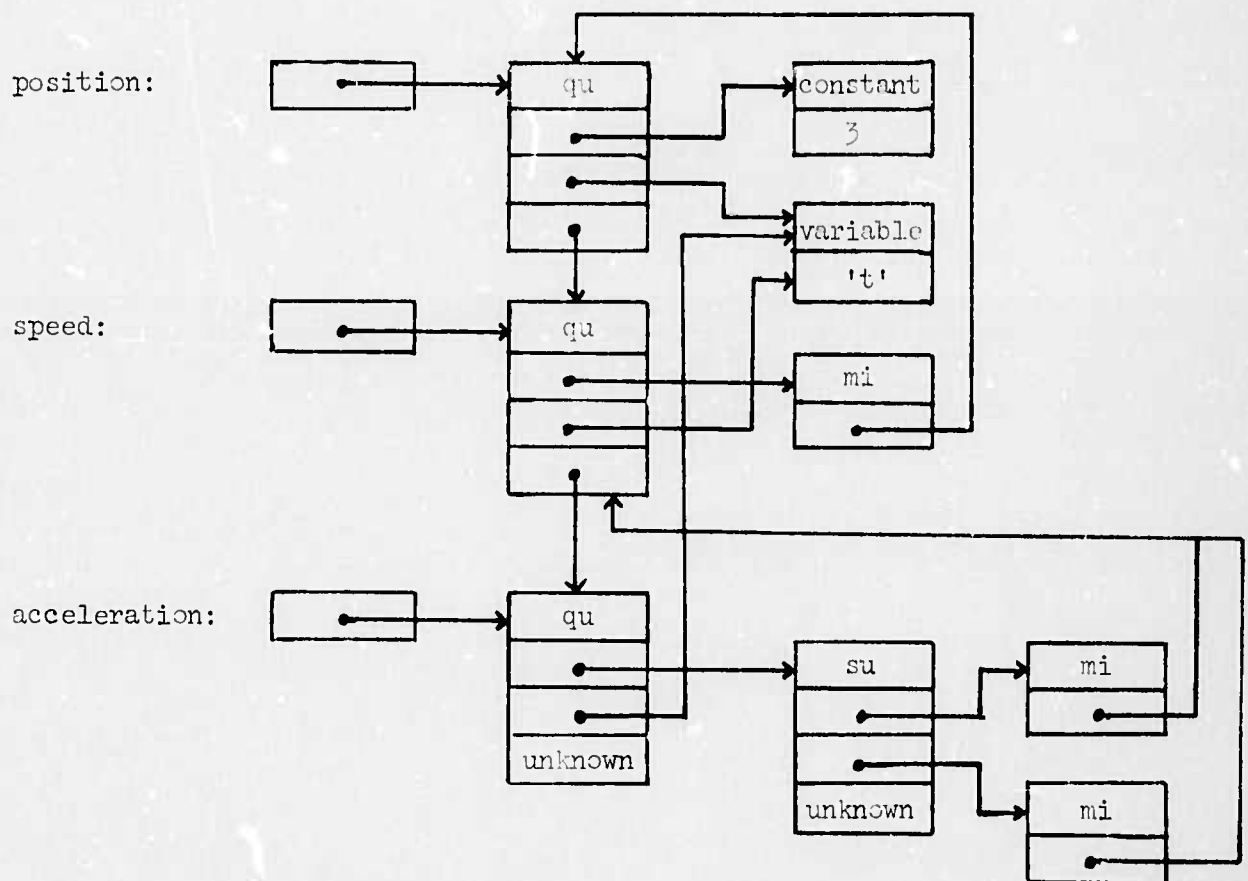 position:
qu
constant
3
variable
't'
speed:
qu
mi
acceleration:
qu
su
mi
unknown
unknown
mi